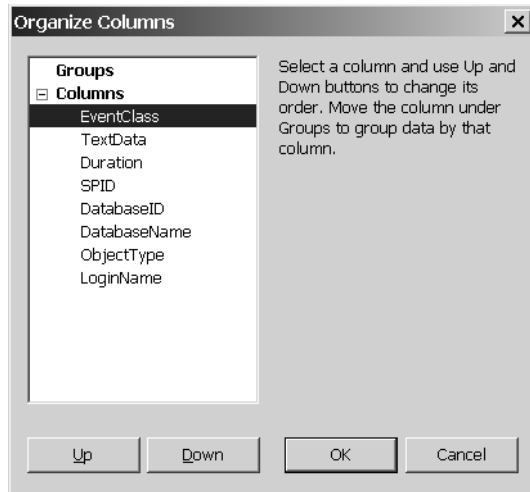 Organize Columns
Groups
Columns
EventClass
TextData
Duration
SPID
DatabaseID
DatabaseName
ObjectType
LoginName
Select a column and use Up and
Down buttons to change its
order. Move the column under
Groups to group data by that
column.
Up
Down
OK
Cancel